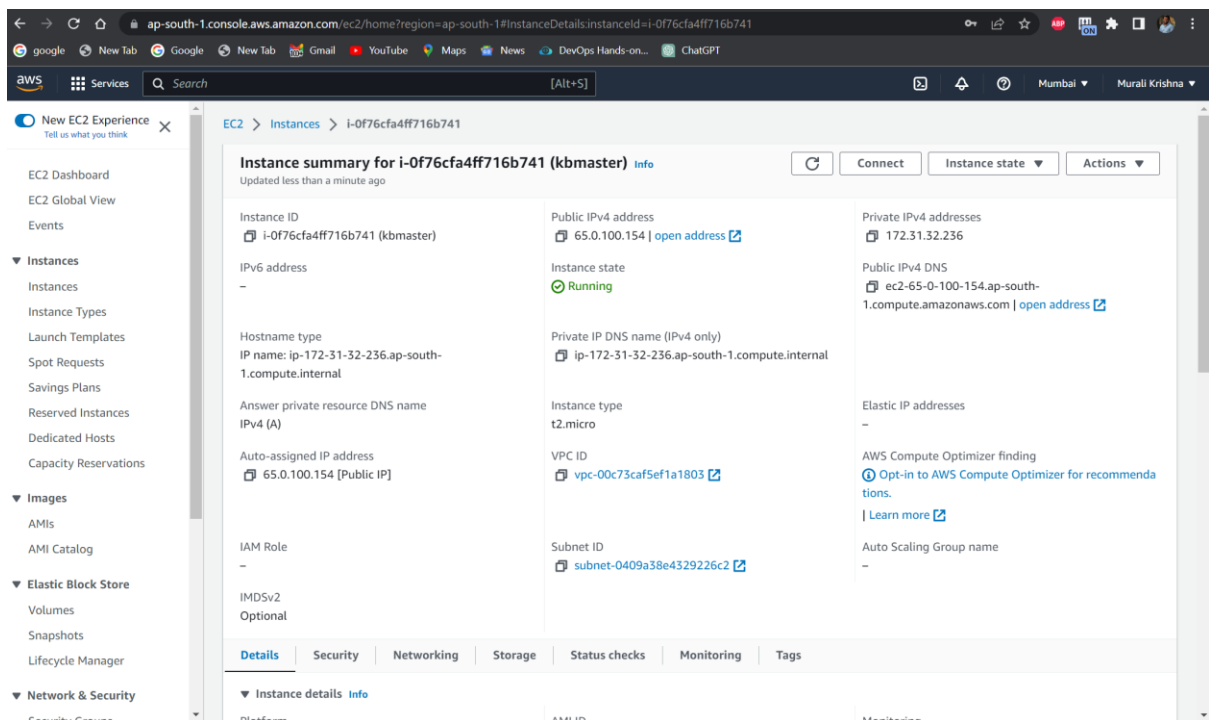 ap-south-1.console.aws.amazon.com/ec2/home?region=ap-south-1#InstanceDetails:instanceId=i-0f76cfa4ff716b741
ABP
ON
google New Tab Google New Tab Gmail YouTube Maps News DevOps Hands-on... ChatGPT
aws Services Search [Alt+S] Mumbai Murali Krishna
New EC2 Experience
Tell us what you think
EC2 Dashboard
EC2 Global View
Events
Instances
Instances
Instance Types
Launch Templates
Spot Requests
Savings Plans
Reserved Instances
Dedicated Hosts
Capacity Reservations
Images
AMIs
AMI Catalog
Elastic Block Store
Volumes
Snapshots
Lifecycle Manager
Network & Security
Security Groups
EC2 > Instances > i-0f76cfa4ff716b741
Instance summary for i-0f76cfa4ff716b741 (kbmaster) Info
Updated less than a minute ago
Connect Instance state Actions
Instance ID
i-0f76cfa4ff716b741 (kbmaster)
Public IPv4 address
65.0.100.154 | open address
Private IPv4 addresses
172.31.32.236
IPv6 address
–
Instance state
Running
Public IPv4 DNS
ec2-65-0-100-154.ap-south-
1.compute.amazonaws.com | open address
Hostname type
IP name: ip-172-31-32-236.ap-south-
1.compute.internal
Private IP DNS name (IPv4 only)
ip-172-31-32-236.ap-south-1.compute.internal
Answer private resource DNS name
IPv4 (A)
Instance type
t2.micro
Elastic IP addresses
–
Auto-assigned IP address
65.0.100.154 [Public IP]
VPC ID
vpc-00c73caf5ef1a1803
AWS Compute Optimizer finding
Opt-in to AWS Compute Optimizer for recommenda
tions.
| Learn more
IAM Role
–
Subnet ID
subnet-0409a38e4329226c2
Auto Scaling Group name
–
IMDSv2
Optional
Details Security Networking Storage Status checks Monitoring Tags
Instance details Info
Platform AMI ID Monitoring